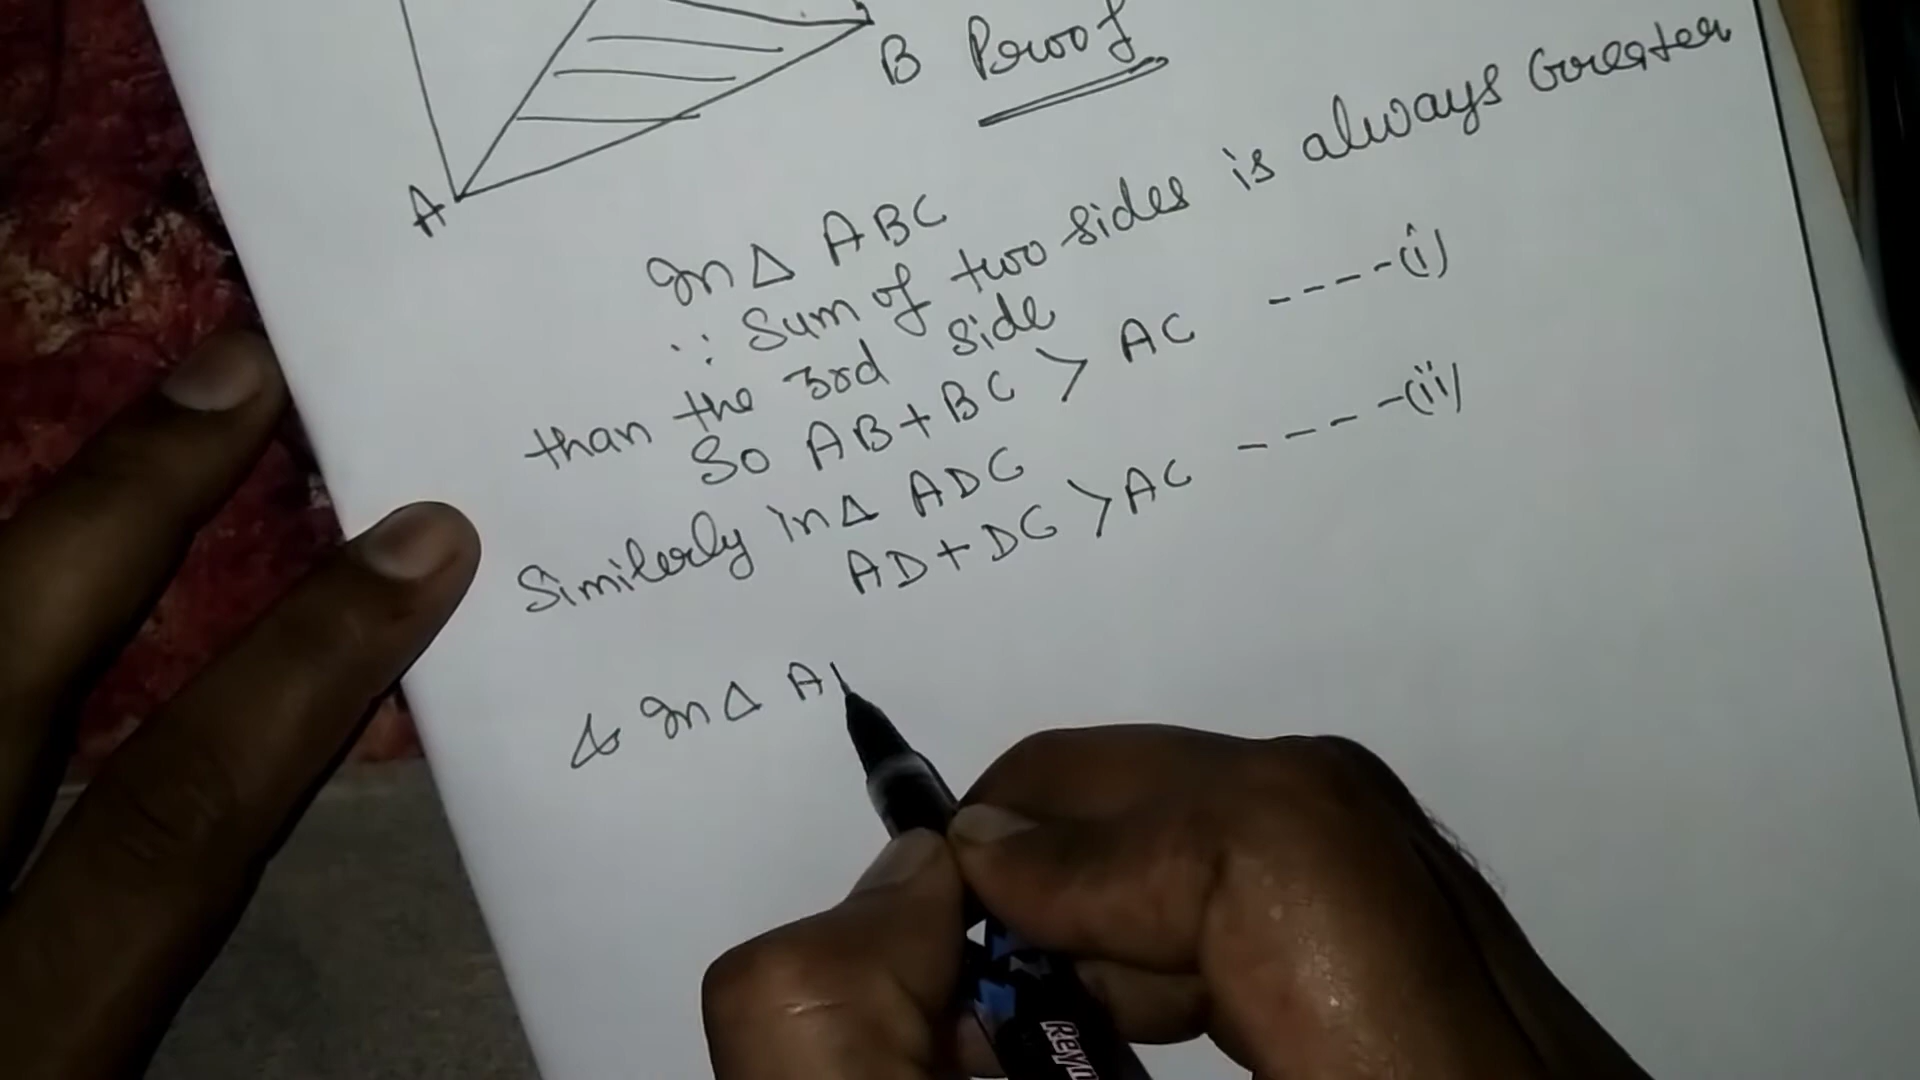 B Proof
A
In Δ ABC
∵ Sum of two sides is always Greater
than the 3rd side
So AB+BC > AC ----(i)
Similerly in Δ ADC
AD+DC > AC ----(ii)
& In Δ A